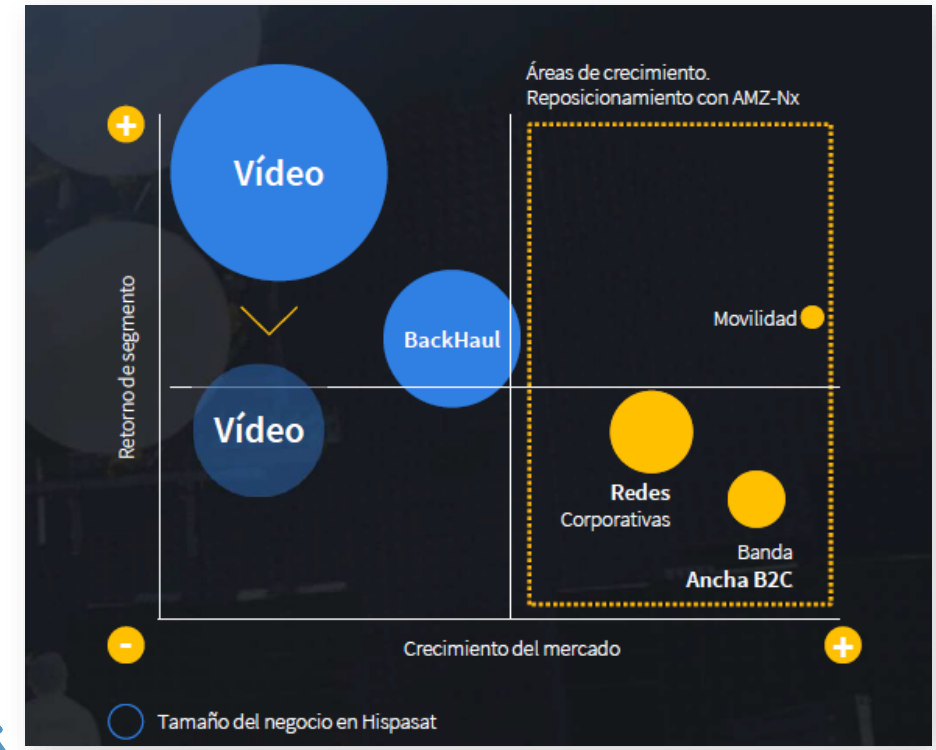 Áreas de crecimiento.
Reposicionamiento con AMZ-Nx
+
Vídeo
BackHaul
Movilidad
Retorno de segmento
Vídeo
Redes
Corporativas
Banda
Ancha B2C
-
Crecimiento del mercado
+
Tamaño del negocio en Hispasat